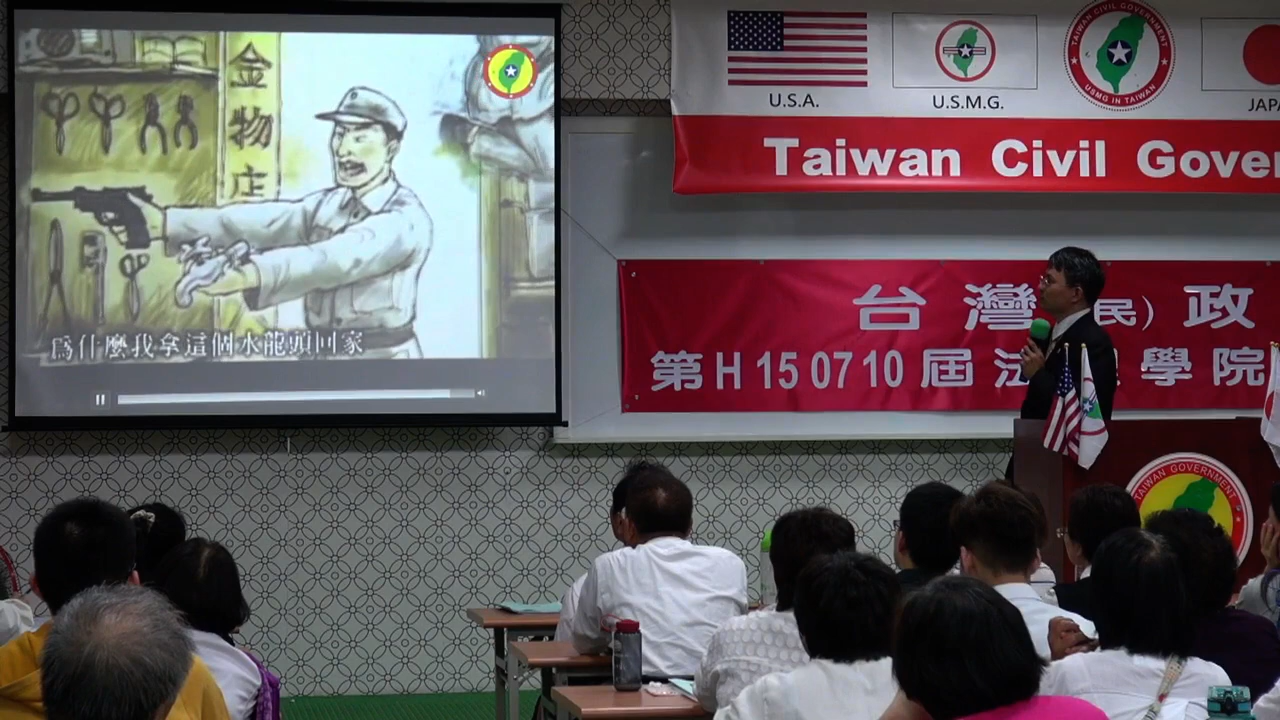 金物店
為什麼我拿這個水龍頭回家
U.S.A.
U.S.M.G.
TAIWAN CIVIL GOVERNMENT
USMG IN TAIWAN
JAPA
Taiwan Civil Gover
台灣 民）政
第H 15 07 10 屆 法 學院
TAIWAN GOVERNMENT